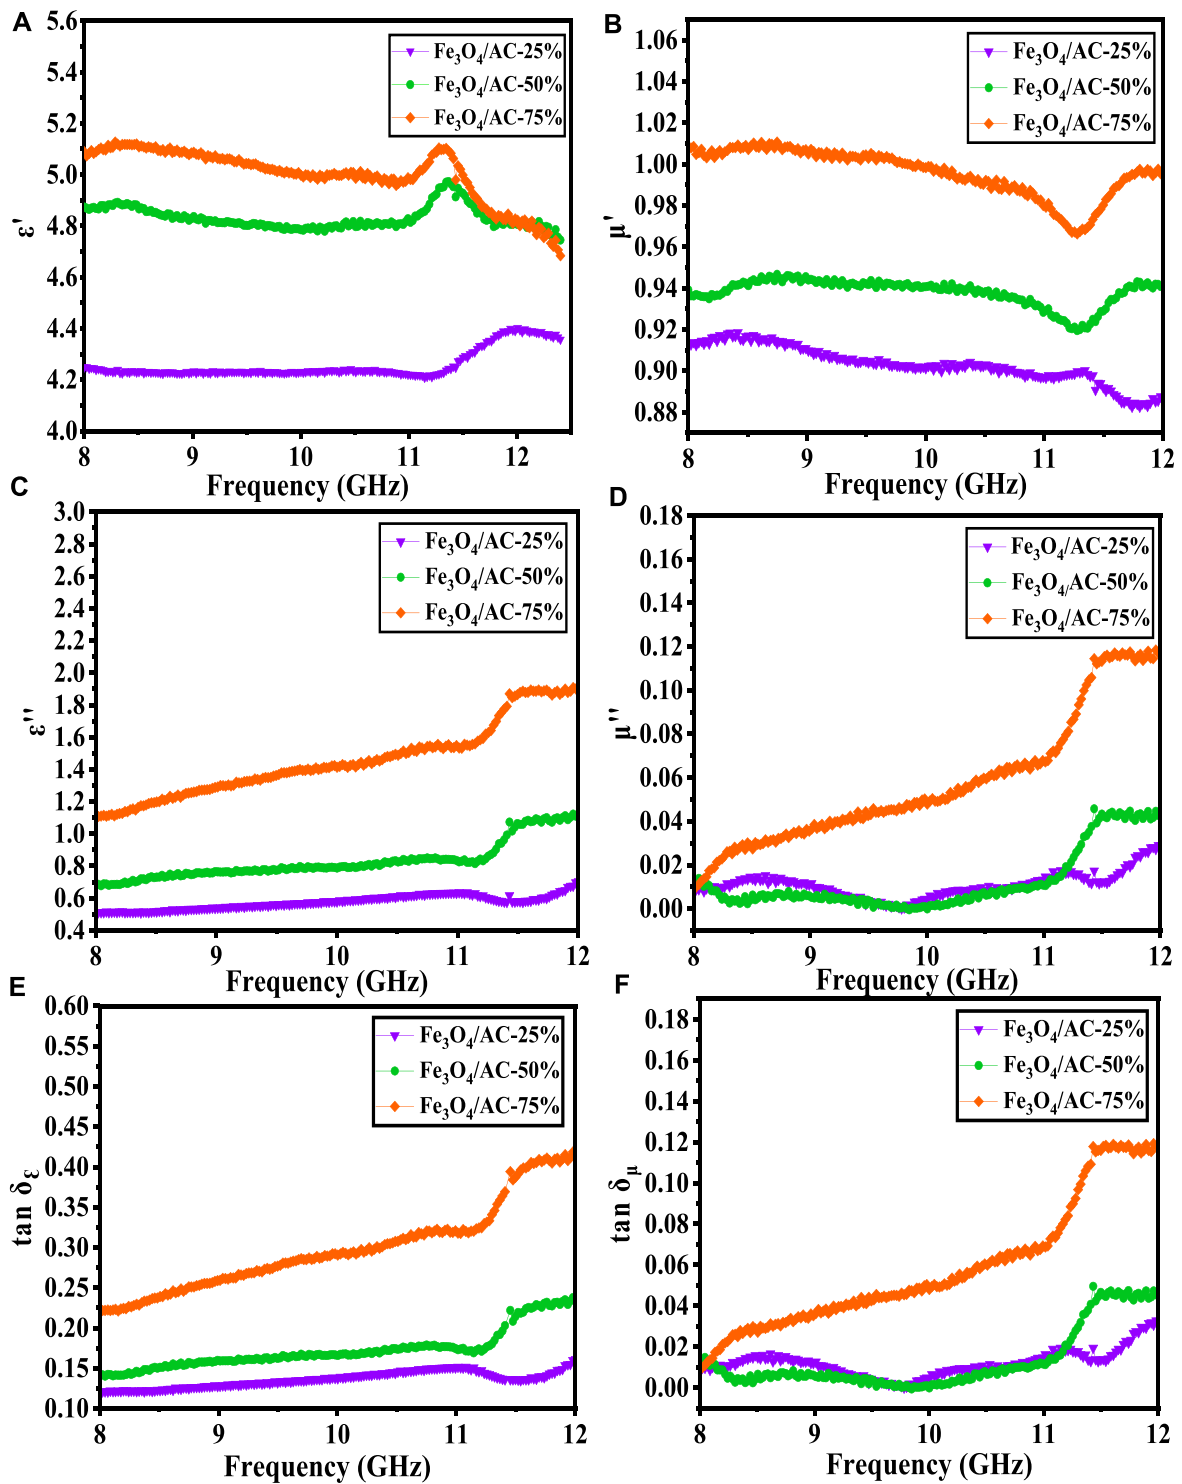 A
5.6
5.4
5.2
5.0
4.8
4.6
4.4
4.2
4.0
ε'
8 9 10 11 12
Frequency (GHz)
Fe₃O₄/AC-25%
Fe₃O₄/AC-50%
Fe₃O₄/AC-75%
B
1.06
1.04
1.02
1.00
0.98
0.96
0.94
0.92
0.90
0.88
μ'
8 9 10 11 12
Frequency (GHz)
Fe₃O₄/AC-25%
Fe₃O₄/AC-50%
Fe₃O₄/AC-75%
C
3.0
2.8
2.6
2.4
2.2
2.0
1.8
1.6
1.4
1.2
1.0
0.8
0.6
0.4
ε''
8 9 10 11 12
Frequency (GHz)
Fe₃O₄/AC-25%
Fe₃O₄/AC-50%
Fe₃O₄/AC-75%
D
0.18
0.16
0.14
0.12
0.10
0.08
0.06
0.04
0.02
0.00
μ''
8 9 10 11 12
Frequency (GHz)
Fe₃O₄/AC-25%
Fe₃O₄/AC-50%
Fe₃O₄/AC-75%
E
0.60
0.55
0.50
0.45
0.40
0.35
0.30
0.25
0.20
0.15
0.10
tan δ_ε
8 9 10 11 12
Frequency (GHz)
Fe₃O₄/AC-25%
Fe₃O₄/AC-50%
Fe₃O₄/AC-75%
F
0.18
0.16
0.14
0.12
0.10
0.08
0.06
0.04
0.02
0.00
tan δ_μ
8 9 10 11 12
Frequency (GHz)
Fe₃O₄/AC-25%
Fe₃O₄/AC-50%
Fe₃O₄/AC-75%